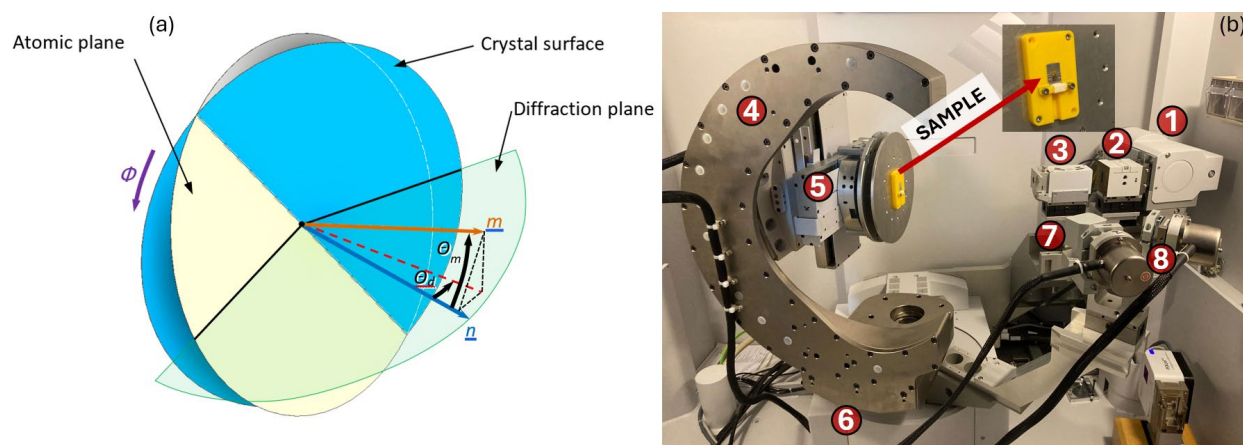 (a)
Atomic plane
Crystal surface
Diffraction plane
Φ
m
Θm
Θd
n
(b)
SAMPLE
1
2
3
4
5
6
7
8